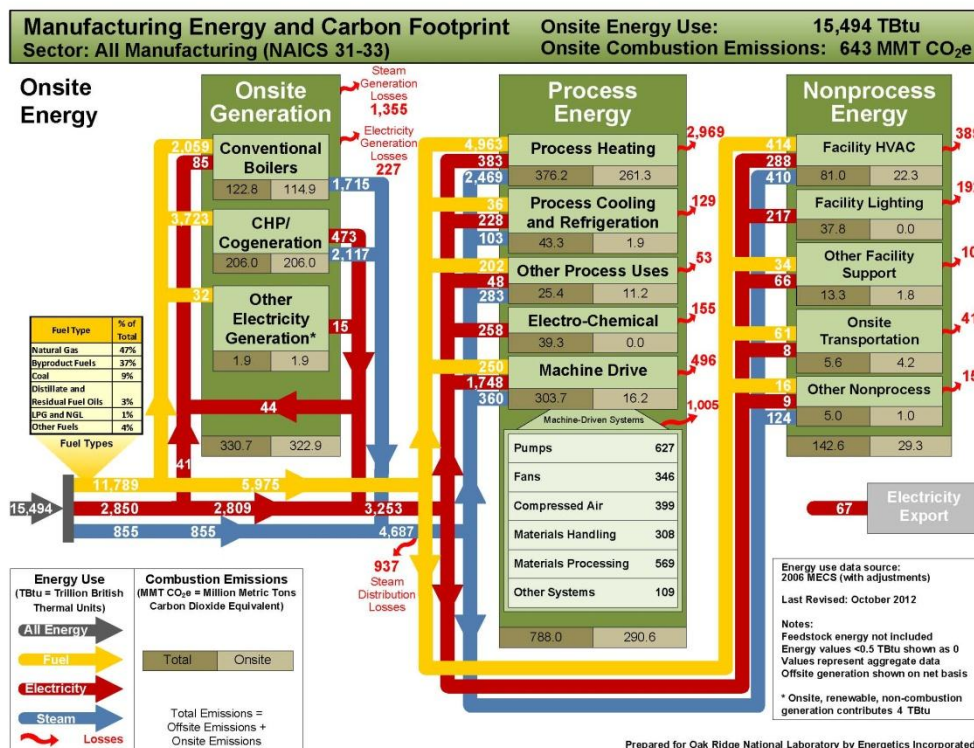 Manufacturing Energy and Carbon Footprint
Sector: All Manufacturing (NAICS 31-33)
Onsite Energy Use: 15,494 TBtu
Onsite Combustion Emissions: 643 MMT CO₂e
Onsite
Energy
Onsite
Generation
Steam
Generation
Losses
1,355
Electricity
Generation
Losses
227
2,059
85
Conventional
Boilers
122.8 114.9
1,715
3,723
CHP/
Cogeneration
206.0 206.0
473
2,117
32
Other
Electricity
Generation*
1.9 1.9
15
44
330.7 322.9
41
Fuel Type % of Total
Natural Gas 47%
Byproduct Fuels 37%
Coal 9%
Distillate and
Residual Fuel Oils 3%
LPG and NGL 1%
Other Fuels 4%
Fuel Types
15,494
11,789 5,975
2,850 2,809 3,253
855 855 4,687
937
Steam
Distribution
Losses
Process
Energy
2,969
4,963
383
2,469
Process Heating
376.2 261.3
129
36
228
103
Process Cooling
and Refrigeration
43.3 1.9
53
202
48
283
Other Process Uses
25.4 11.2
155
258
Electro-Chemical
39.3 0.0
496
250
1,748
360
Machine Drive
303.7 16.2
1,005
Machine-Driven Systems
Pumps 627
Fans 346
Compressed Air 399
Materials Handling 308
Materials Processing 569
Other Systems 109
788.0 290.6
Nonprocess
Energy
414
288
410
Facility HVAC
81.0 22.3
217
Facility Lighting
37.8 0.0
34
66
Other Facility
Support
13.3 1.8
61
8
Onsite
Transportation
5.6 4.2
41
16
9
124
Other Nonprocess
5.0 1.0
142.6 29.3
67
Electricity
Export
Energy Use
(TBtu = Trillion British
Thermal Units)
All Energy
Fuel
Electricity
Steam
Losses
Combustion Emissions
(MMT CO₂e = Million Metric Tons
Carbon Dioxide Equivalent)
Total Onsite
Total Emissions =
Offsite Emissions +
Onsite Emissions
Energy use data source:
2006 MECS (with adjustments)
Last Revised: October 2012
Notes:
Feedstock energy not included
Energy values <0.5 TBtu shown as 0
Values represent aggregate data
Offsite generation shown on net basis
* Onsite, renewable, non-combustion
generation contributes 4 TBtu
Prepared for Oak Ridge National Laboratory by Energetics Incorporated